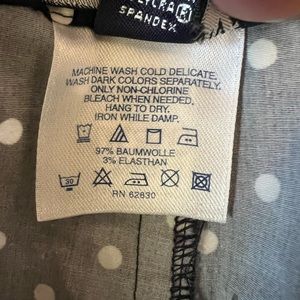 LYCRA®
SPANDEX
MACHINE WASH COLD DELICATE.
WASH DARK COLORS SEPARATELY.
ONLY NON-CHLORINE
BLEACH WHEN NEEDED.
HANG TO DRY.
IRON WHILE DAMP.
97% BAUMWOLLE
3% ELASTHAN
30
RN 62830